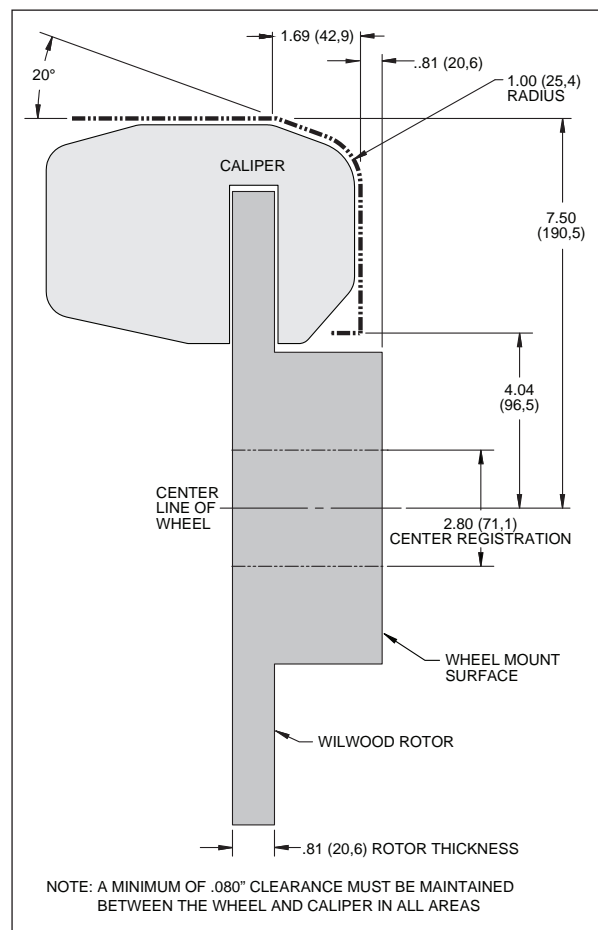 1.69 (42,9)
..81 (20,6)
20°
1.00 (25,4)
RADIUS
CALIPER
7.50
(190,5)
4.04
(96,5)
CENTER
LINE OF
WHEEL
2.80 (71,1)
CENTER REGISTRATION
WHEEL MOUNT
SURFACE
WILWOOD ROTOR
.81 (20,6) ROTOR THICKNESS
NOTE: A MINIMUM OF .080” CLEARANCE MUST BE MAINTAINED
BETWEEN THE WHEEL AND CALIPER IN ALL AREAS